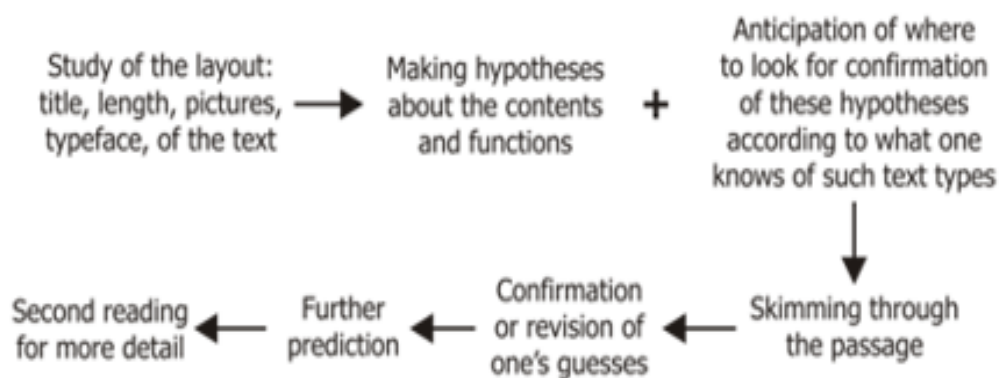 Study of the layout:
title, length, pictures,
typeface, of the text
Making hypotheses
about the contents
and functions
+
Anticipation of where
to look for confirmation
of these hypotheses
according to what one
knows of such text types
Skimming through
the passage
Confirmation
or revision of
one's guesses
Further
prediction
Second reading
for more detail